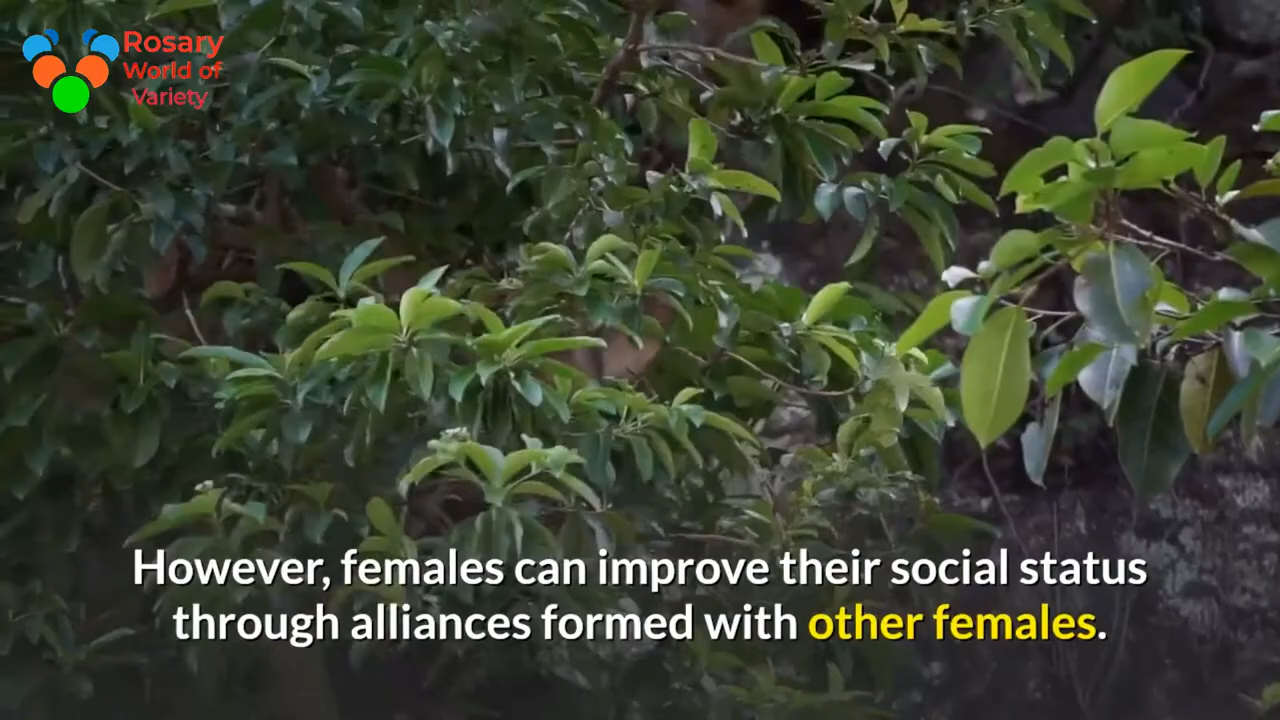 Rosary
World of
Variety
However, females can improve their social status
through alliances formed with other females.